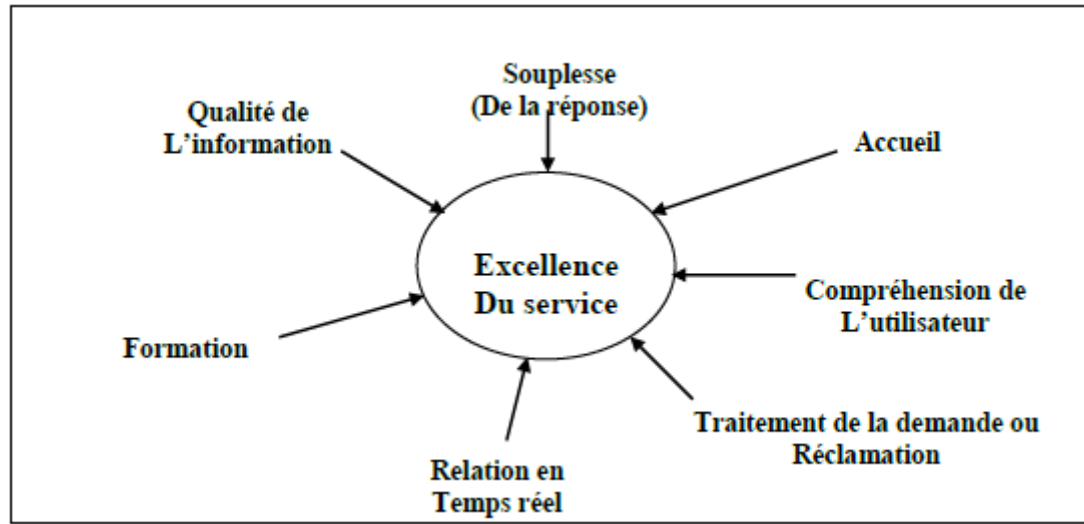 Souplesse
(De la réponse)
Qualité de
L'information
Accueil
Excellence
Du service
Compréhension de
L'utilisateur
Formation
Traitement de la demande ou
Réclamation
Relation en
Temps réel